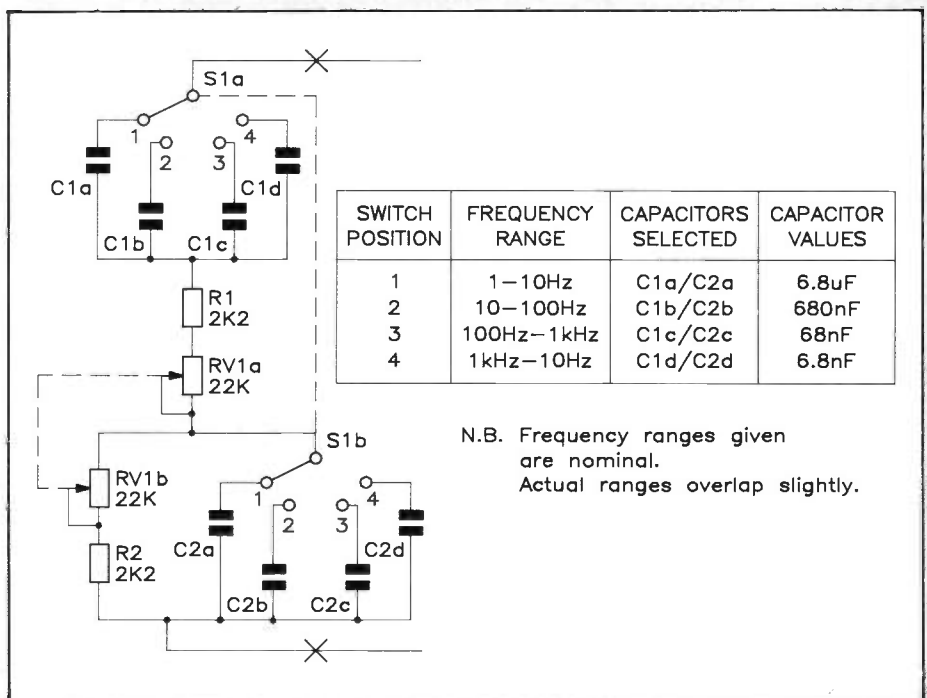 S1a
1
2
3
4
C1a
C1b
C1c
C1d
R1
2K2
RV1a
22K
RV1b
22K
R2
2K2
S1b
1
2
3
4
C2a
C2b
C2c
C2d
SWITCH POSITION
FREQUENCY RANGE
CAPACITORS SELECTED
CAPACITOR VALUES
1 1–10Hz C1a/C2a 6.8uF
2 10–100Hz C1b/C2b 680nF
3 100Hz–1kHz C1c/C2c 68nF
4 1kHz–10Hz C1d/C2d 6.8nF
N.B. Frequency ranges given
are nominal.
Actual ranges overlap slightly.